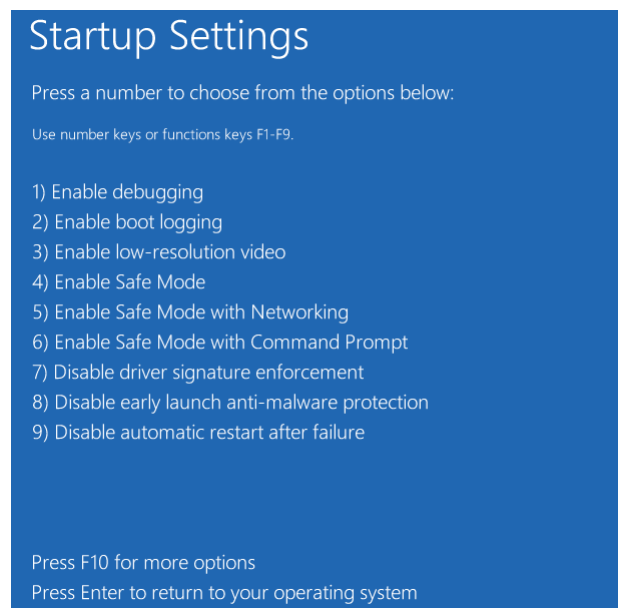 Startup Settings
Press a number to choose from the options below:
Use number keys or functions keys F1-F9.
1) Enable debugging
2) Enable boot logging
3) Enable low-resolution video
4) Enable Safe Mode
5) Enable Safe Mode with Networking
6) Enable Safe Mode with Command Prompt
7) Disable driver signature enforcement
8) Disable early launch anti-malware protection
9) Disable automatic restart after failure
Press F10 for more options
Press Enter to return to your operating system